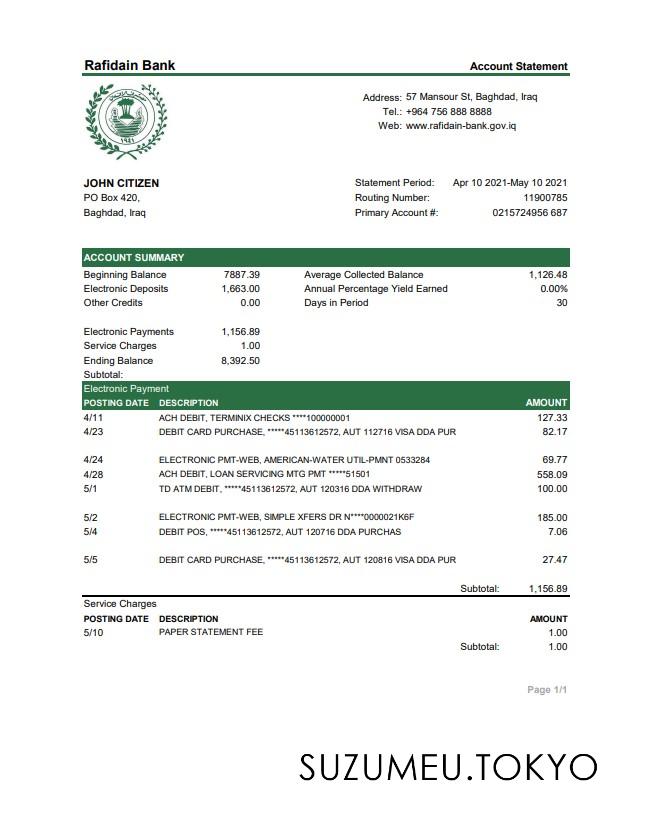 Rafidain Bank Account Statement
Address: 57 Mansour St, Baghdad, Iraq
Tel.: +964 756 888 8888
Web: www.rafidain-bank.gov.iq
١٩٤١
JOHN CITIZEN Statement Period: Apr 10 2021-May 10 2021
PO Box 420, Routing Number: 11900785
Baghdad, Iraq Primary Account #: 0215724956 687
ACCOUNT SUMMARY
Beginning Balance 7887.39 Average Collected Balance 1,126.48
Electronic Deposits 1,663.00 Annual Percentage Yield Earned 0.00%
Other Credits 0.00 Days in Period 30
Electronic Payments 1,156.89
Service Charges 1.00
Ending Balance 8,392.50
Subtotal:
Electronic Payment
POSTING DATE DESCRIPTION AMOUNT
4/11 ACH DEBIT, TERMINIX CHECKS ****100000001 127.33
4/23 DEBIT CARD PURCHASE, *****45113612572, AUT 112716 VISA DDA PUR 82.17
4/24 ELECTRONIC PMT-WEB, AMERICAN-WATER UTIL-PMNT 0533284 69.77
4/28 ACH DEBIT, LOAN SERVICING MTG PMT *****51501 558.09
5/1 TD ATM DEBIT, *****45113612572, AUT 120316 DDA WITHDRAW 100.00
5/2 ELECTRONIC PMT-WEB, SIMPLE XFERS DR N****0000021K6F 185.00
5/4 DEBIT POS, *****45113612572, AUT 120716 DDA PURCHAS 7.06
5/5 DEBIT CARD PURCHASE, *****45113612572, AUT 120816 VISA DDA PUR 27.47
Subtotal: 1,156.89
Service Charges
POSTING DATE DESCRIPTION AMOUNT
5/10 PAPER STATEMENT FEE 1.00
Subtotal: 1.00
Page 1/1
SUZUMEU.TOKYO